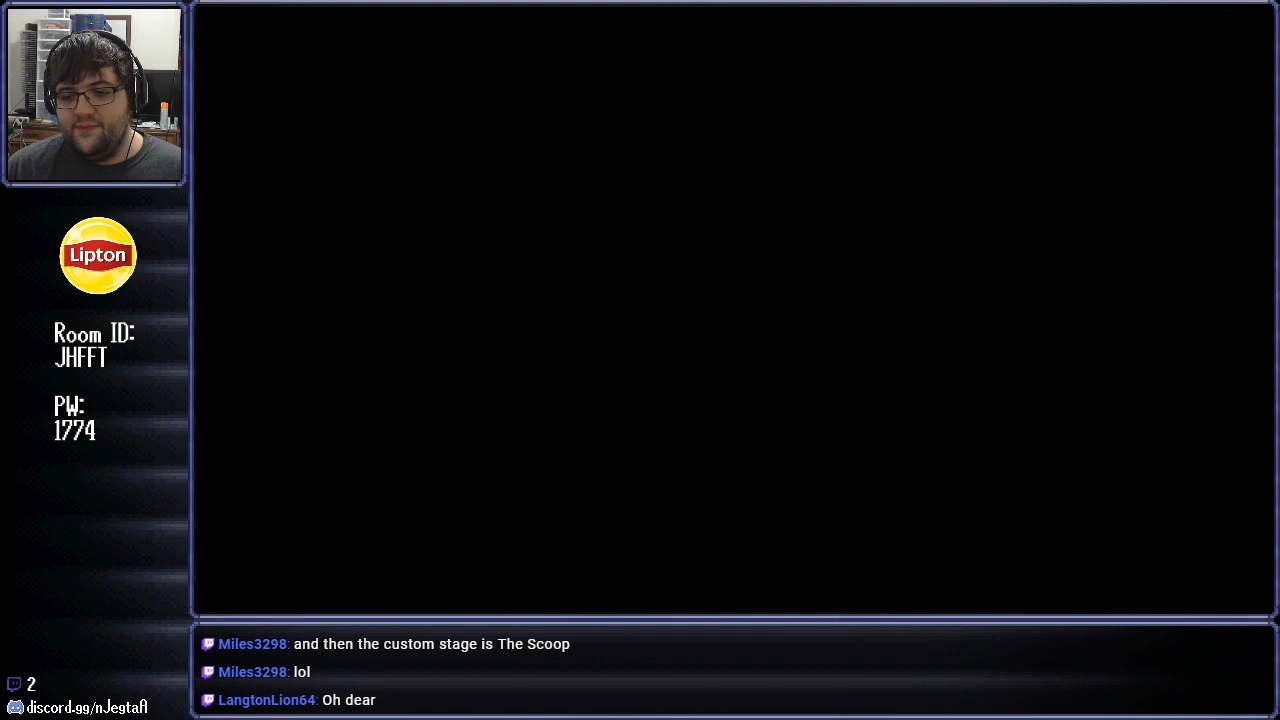 Lipton
Room ID:
JHFFT
PW:
1774
Miles3298: and then the custom stage is The Scoop
Miles3298: lol
LangtonLion64: Oh dear
2
discord.gg/nJegtaA